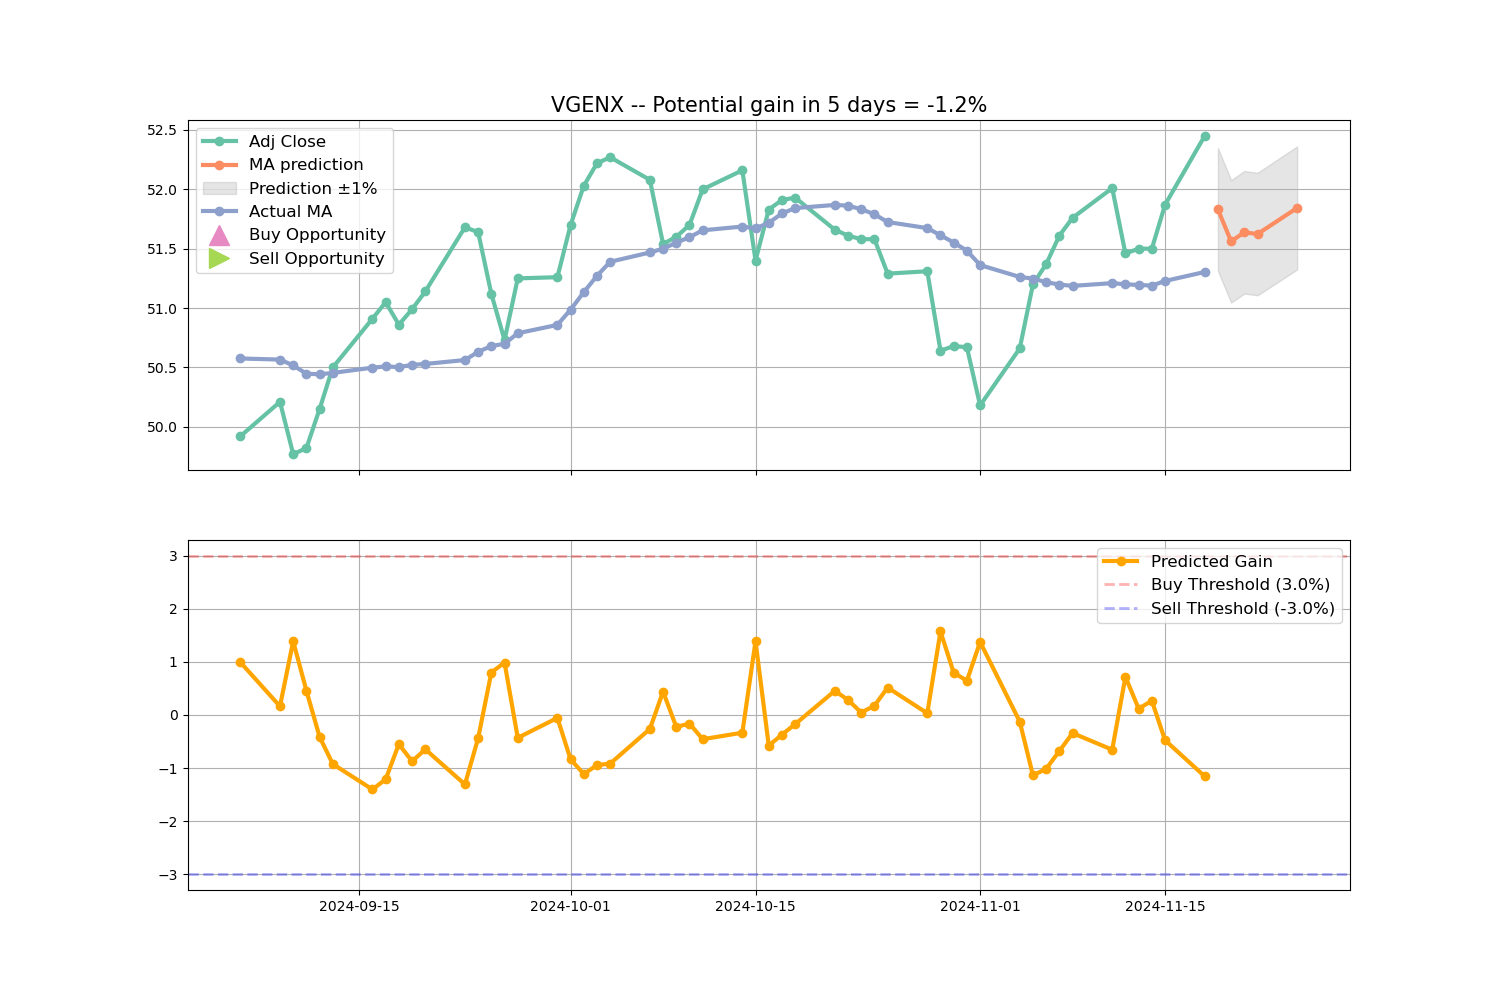 VGENX -- Potential gain in 5 days = -1.2%
52.5
52.0
51.5
51.0
50.5
50.0
Adj Close
MA prediction
Prediction ±1%
Actual MA
Buy Opportunity
Sell Opportunity
3
2
1
0
−1
−2
−3
Predicted Gain
Buy Threshold (3.0%)
Sell Threshold (-3.0%)
2024-09-15 2024-10-01 2024-10-15 2024-11-01 2024-11-15